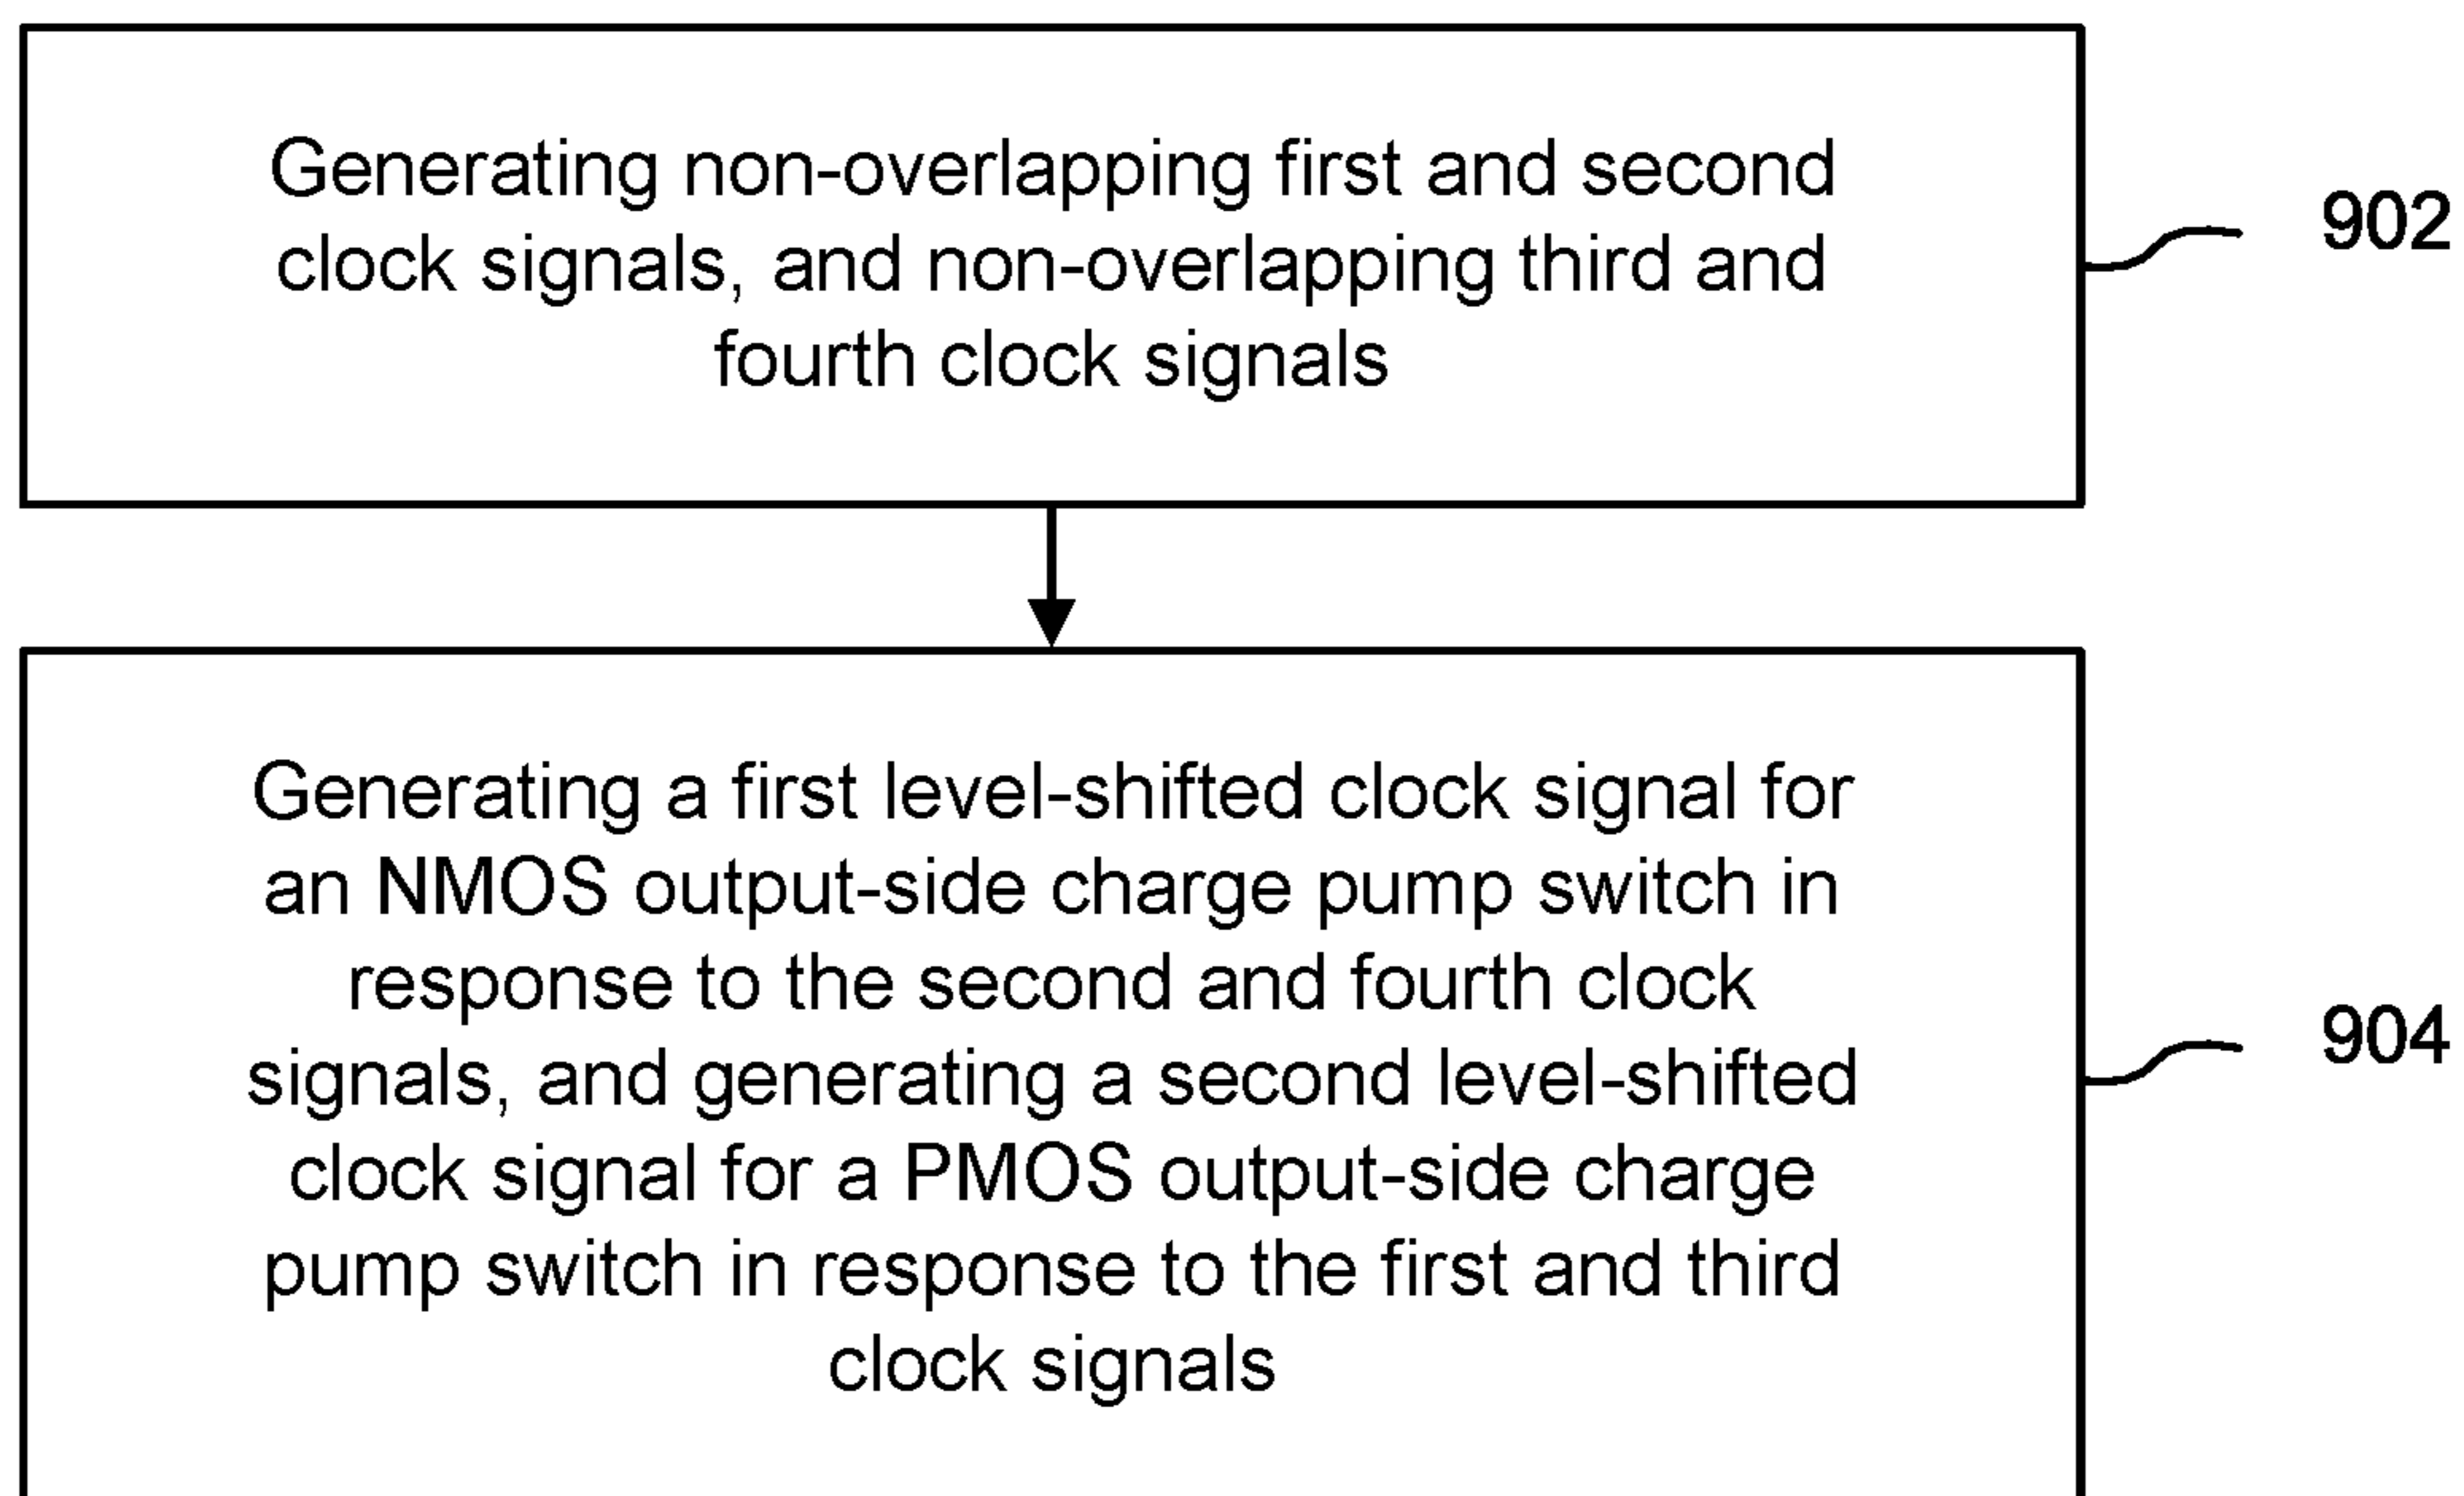 Generating non-overlapping first and second
clock signals, and non-overlapping third and
fourth clock signals
902
Generating a first level-shifted clock signal for
an NMOS output-side charge pump switch in
response to the second and fourth clock
signals, and generating a second level-shifted
clock signal for a PMOS output-side charge
pump switch in response to the first and third
clock signals
904